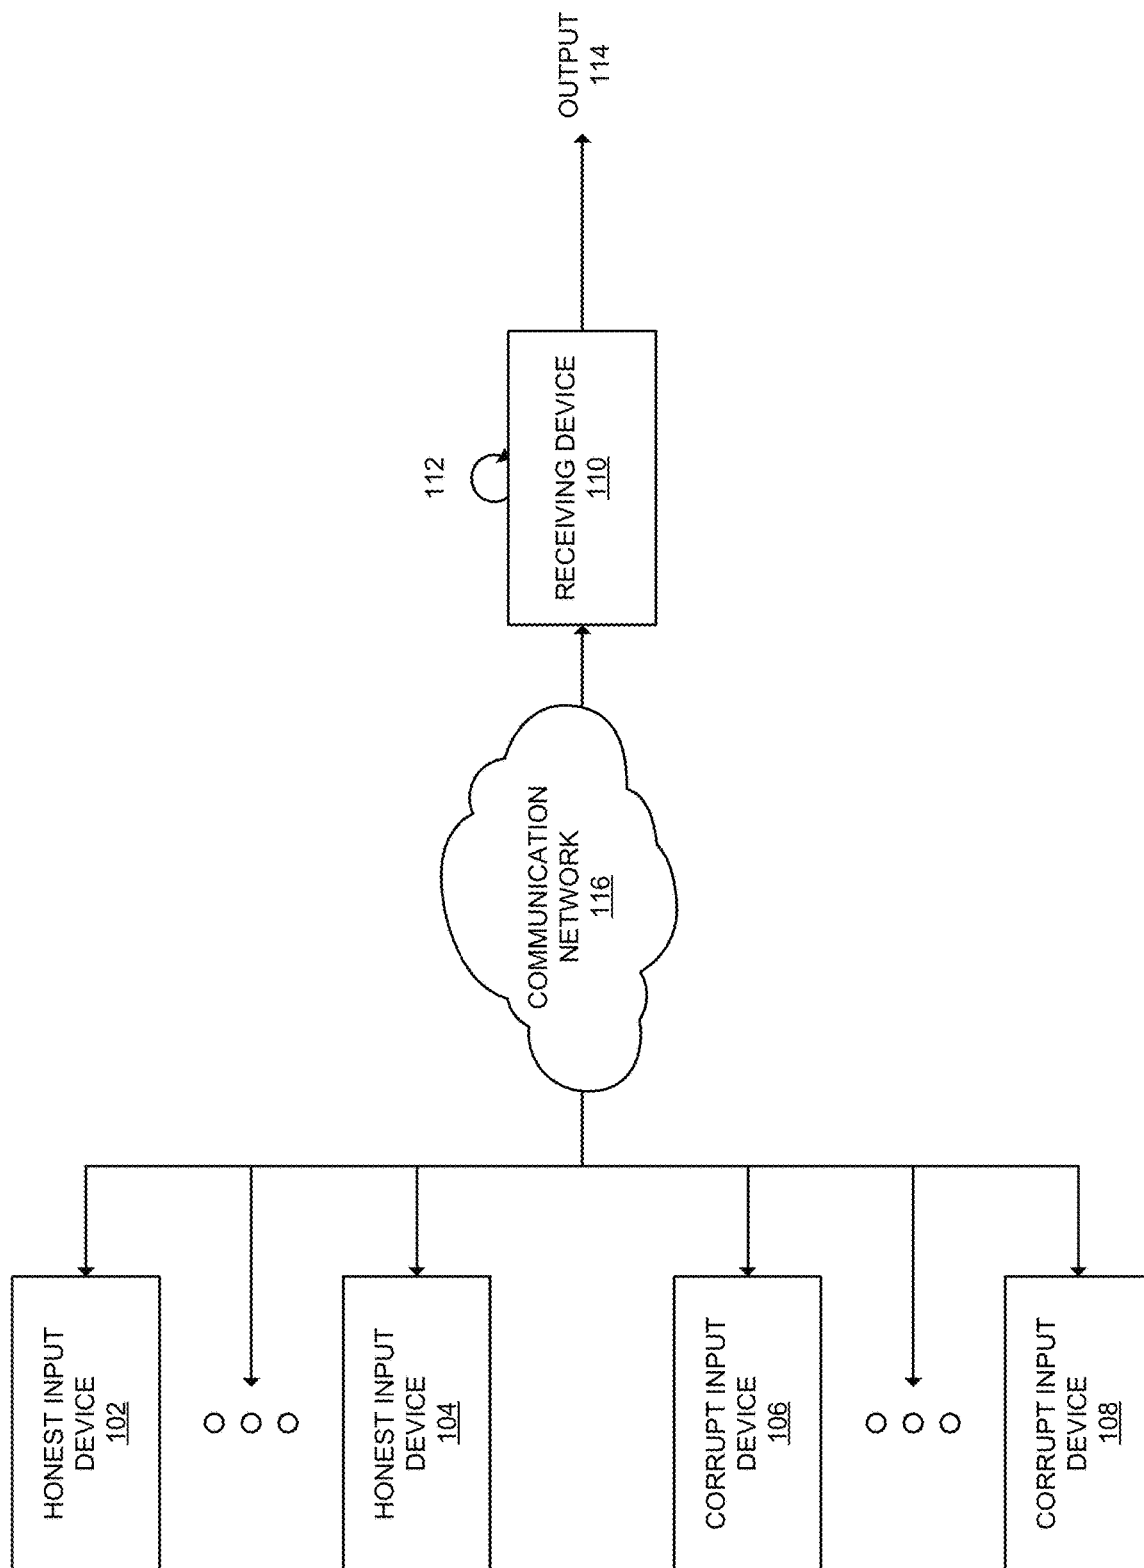 HONEST INPUT
DEVICE
102
HONEST INPUT
DEVICE
104
CORRUPT INPUT
DEVICE
106
CORRUPT INPUT
DEVICE
108
COMMUNICATION
NETWORK
116
112
RECEIVING DEVICE
110
OUTPUT
114